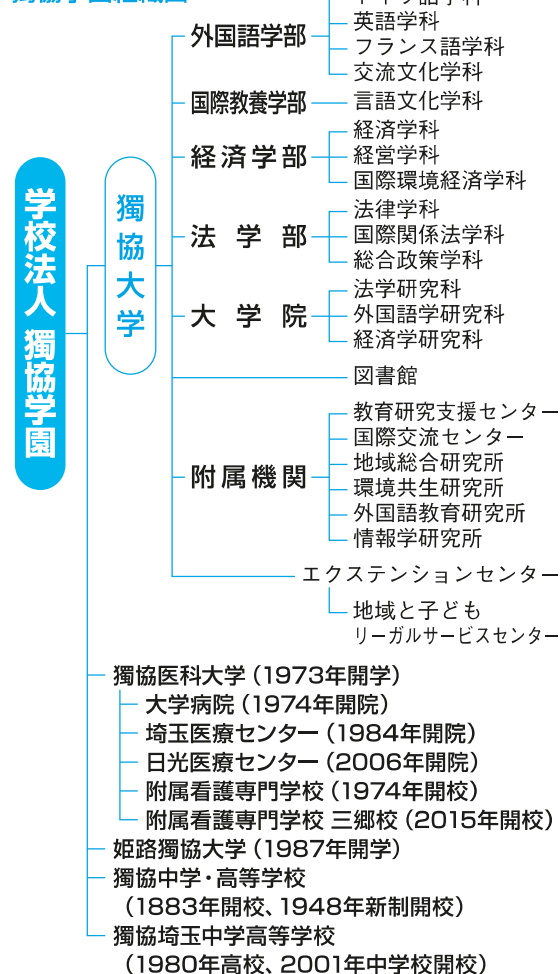 外国語学部
英語学科
フランス語学科
交流文化学科
国際教養学部
言語文化学科
経済学部
経済学科
経営学科
国際環境経済学科
学校法人 獨協学園
獨協大学
法学部
法律学科
国際関係法学科
総合政策学科
大学院
法学研究科
外国語学研究科
経済学研究科
図書館
附属機関
教育研究支援センター
国際交流センター
地域総合研究所
環境共生研究所
外国語教育研究所
情報学研究所
エクステンションセンター
地域と子ども
リーガルサービスセンター
獨協医科大学（1973年開学）
大学病院（1974年開院）
埼玉医療センター（1984年開院）
日光医療センター（2006年開院）
附属看護専門学校（1974年開校）
附属看護専門学校 三郷校（2015年開校）
姫路獨協大学（1987年開学）
獨協中学・高等学校
（1883年開校、1948年新制開校）
獨協埼玉中学高等学校
（1980年高校、2001年中学校開校）